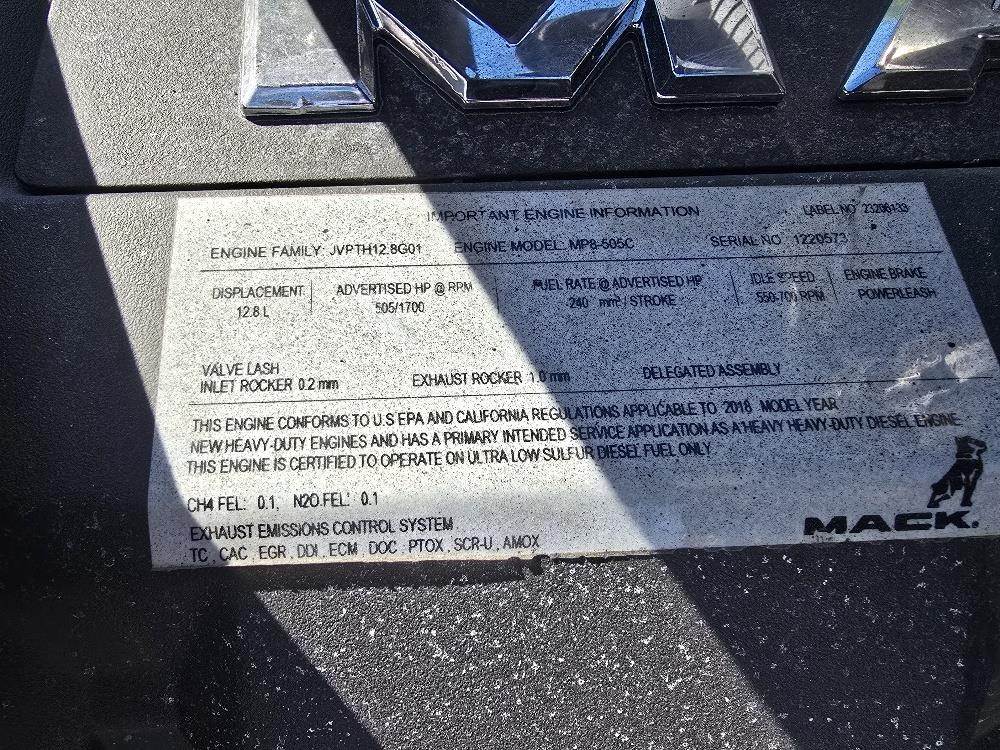 MA
IMPORTANT ENGINE INFORMATION LABEL NO 23206133
ENGINE FAMILY: JVPTH12.8G01 ENGINE MODEL: MP8-505C SERIAL NO 1220573
DISPLACEMENT ADVERTISED HP @ RPM FUEL RATE @ ADVERTISED HP IDLE SPEED ENGINE BRAKE
12.8 L 505/1700 240 mm³ / STROKE 550-700 RPM POWERLEASH
VALVE LASH
INLET ROCKER 0.2 mm EXHAUST ROCKER 1.0 mm DELEGATED ASSEMBLY
THIS ENGINE CONFORMS TO U.S EPA AND CALIFORNIA REGULATIONS APPLICABLE TO 2018 MODEL YEAR
NEW HEAVY-DUTY ENGINES AND HAS A PRIMARY INTENDED SERVICE APPLICATION AS A HEAVY HEAVY-DUTY DIESEL ENGINE
THIS ENGINE IS CERTIFIED TO OPERATE ON ULTRA LOW SULFUR DIESEL FUEL ONLY
CH4 FEL: 0.1, N2O FEL: 0.1
EXHAUST EMISSIONS CONTROL SYSTEM
TC , CAC , EGR , DDI , ECM , DOC , PTOX , SCR-U , AMOX
MACK.